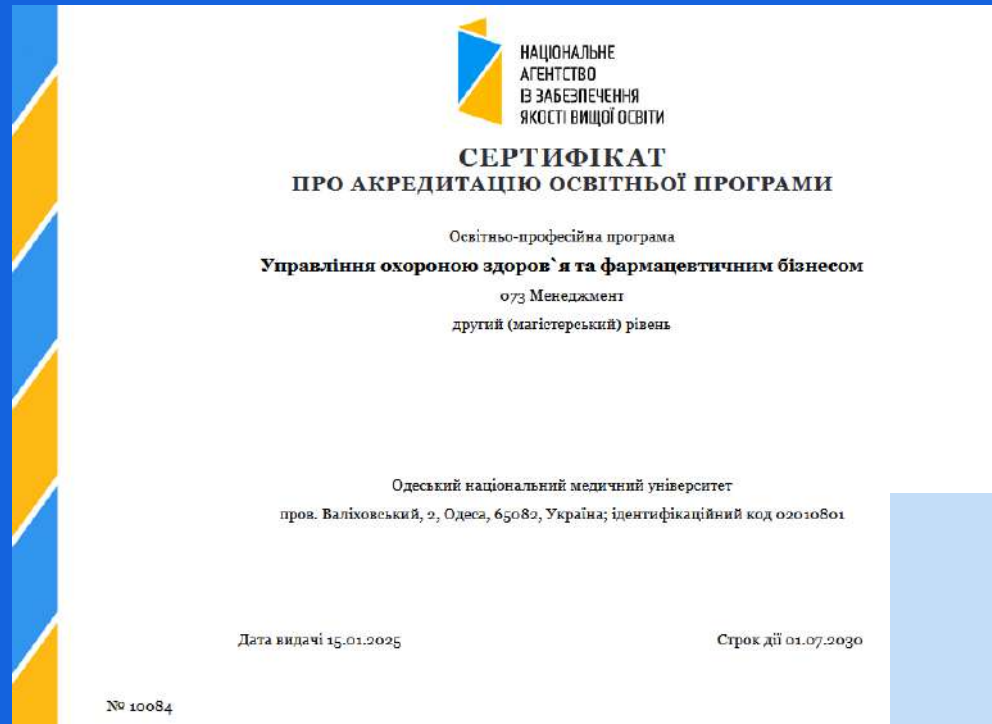 НАЦІОНАЛЬНЕ
АГЕНТСТВО
ІЗ ЗАБЕЗПЕЧЕННЯ
ЯКОСТІ ВИЩОЇ ОСВІТИ
СЕРТИФІКАТ
ПРО АКРЕДИТАЦІЮ ОСВІТНЬОЇ ПРОГРАМИ
Освітньо-професійна програма
Управління охороною здоров`я та фармацевтичним бізнесом
073 Менеджмент
другий (магістерський) рівень
Одеський національний медичний університет
пров. Валіховський, 2, Одеса, 65082, Україна; ідентифікаційний код 02010801
Дата видачі 15.01.2025 Строк дії 01.07.2030
№ 10084